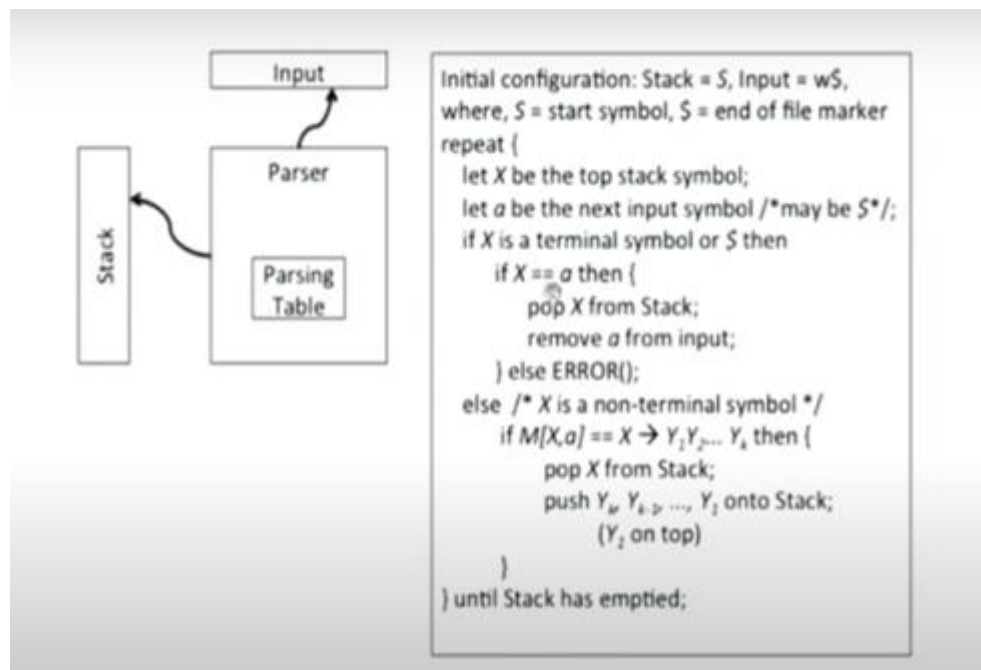 Input
Parser
Stack
Parsing
Table
Initial configuration: Stack = S, Input = w$,
where, S = start symbol, $ = end of file marker
repeat {
let X be the top stack symbol;
let a be the next input symbol /*may be $*/;
if X is a terminal symbol or $ then
if X == a then {
pop X from Stack;
remove a from input;
} else ERROR();
else /* X is a non-terminal symbol */
if M[X,a] == X → Y₁Y₂... Yₖ then {
pop X from Stack;
push Yₖ, Yₖ₋₁, ..., Y₁ onto Stack;
(Y₁ on top)
}
} until Stack has emptied;